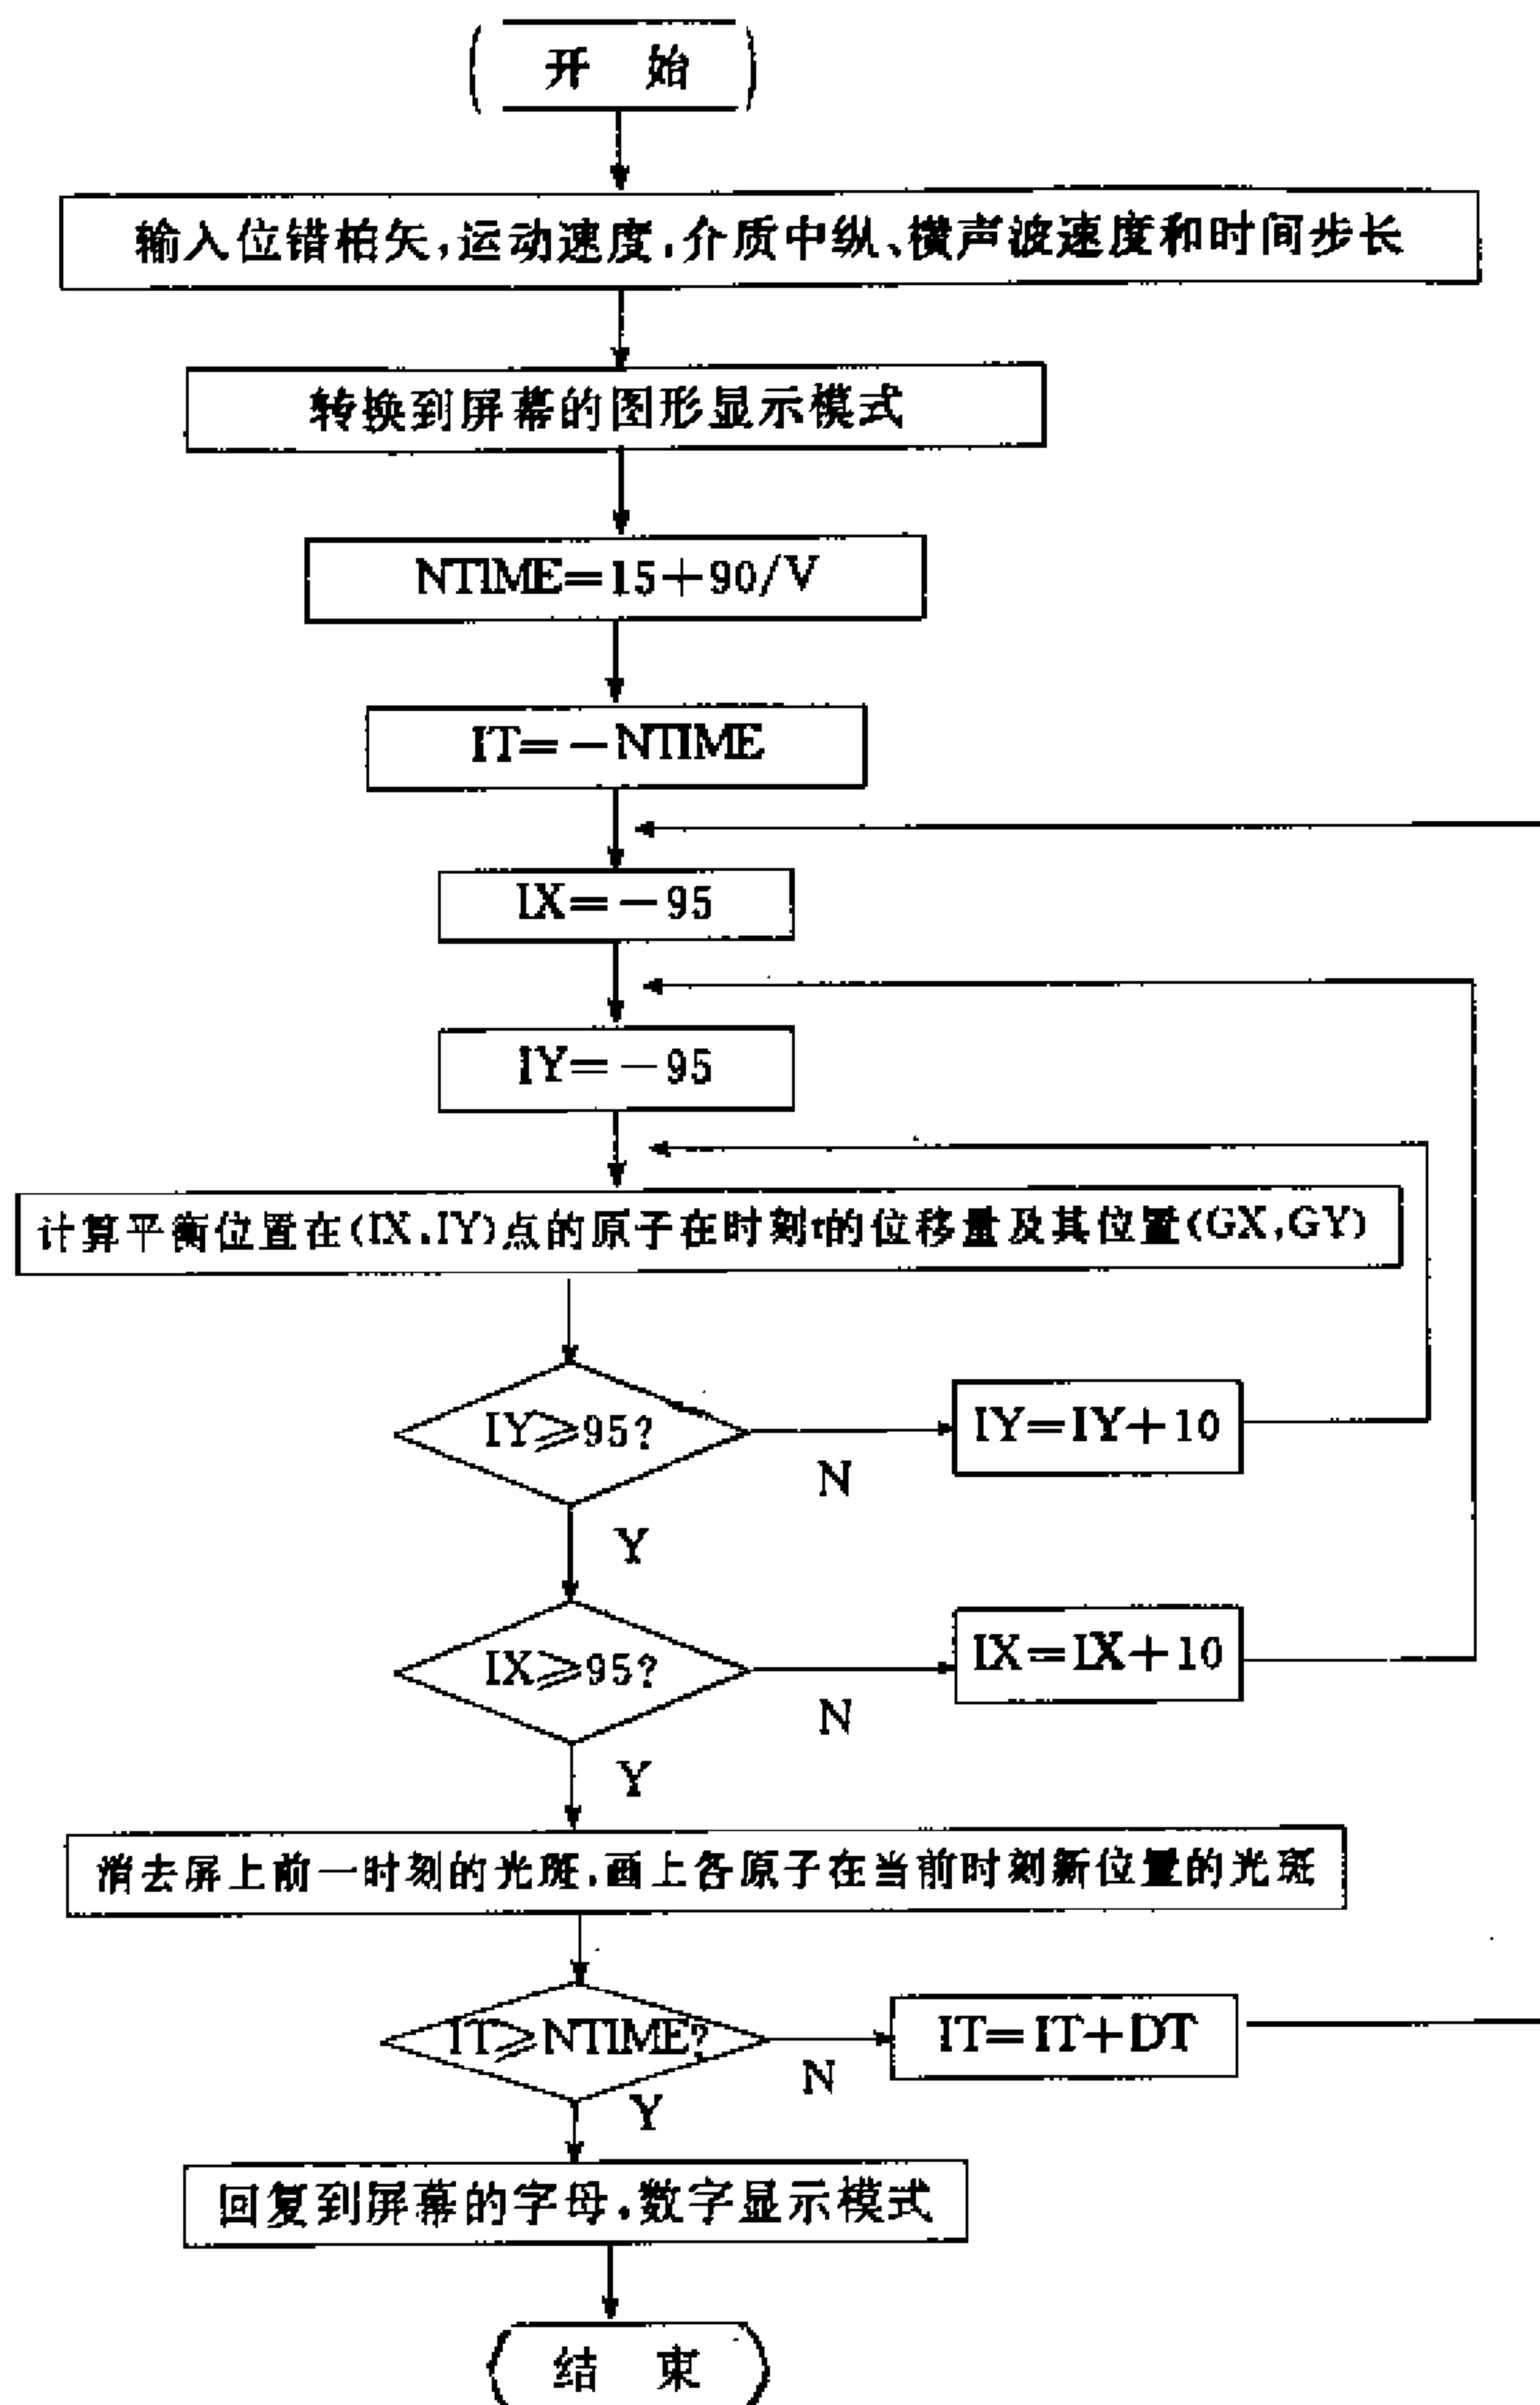 开 始
输入位错柏矢,运动速度,介质中纵、横声波速度和时间步长
转换到屏幕的图形显示模式
NTIME=15+90/V
IT=-NTIME
IX=-95
IY=-95
计算平衡位置在(IX,IY)点的原子在时刻t的位移量及其位置(GX,GY)
IY⩾95?
IY=IY+10
N
Y
IX⩾95?
IX=IX+10
N
Y
消去屏上前一时刻的光斑,画上各原子在当前时刻新位置的光斑
IT⩾NTIME?
IT=IT+DT
N
Y
回复到屏幕的字母,数字显示模式
结 束